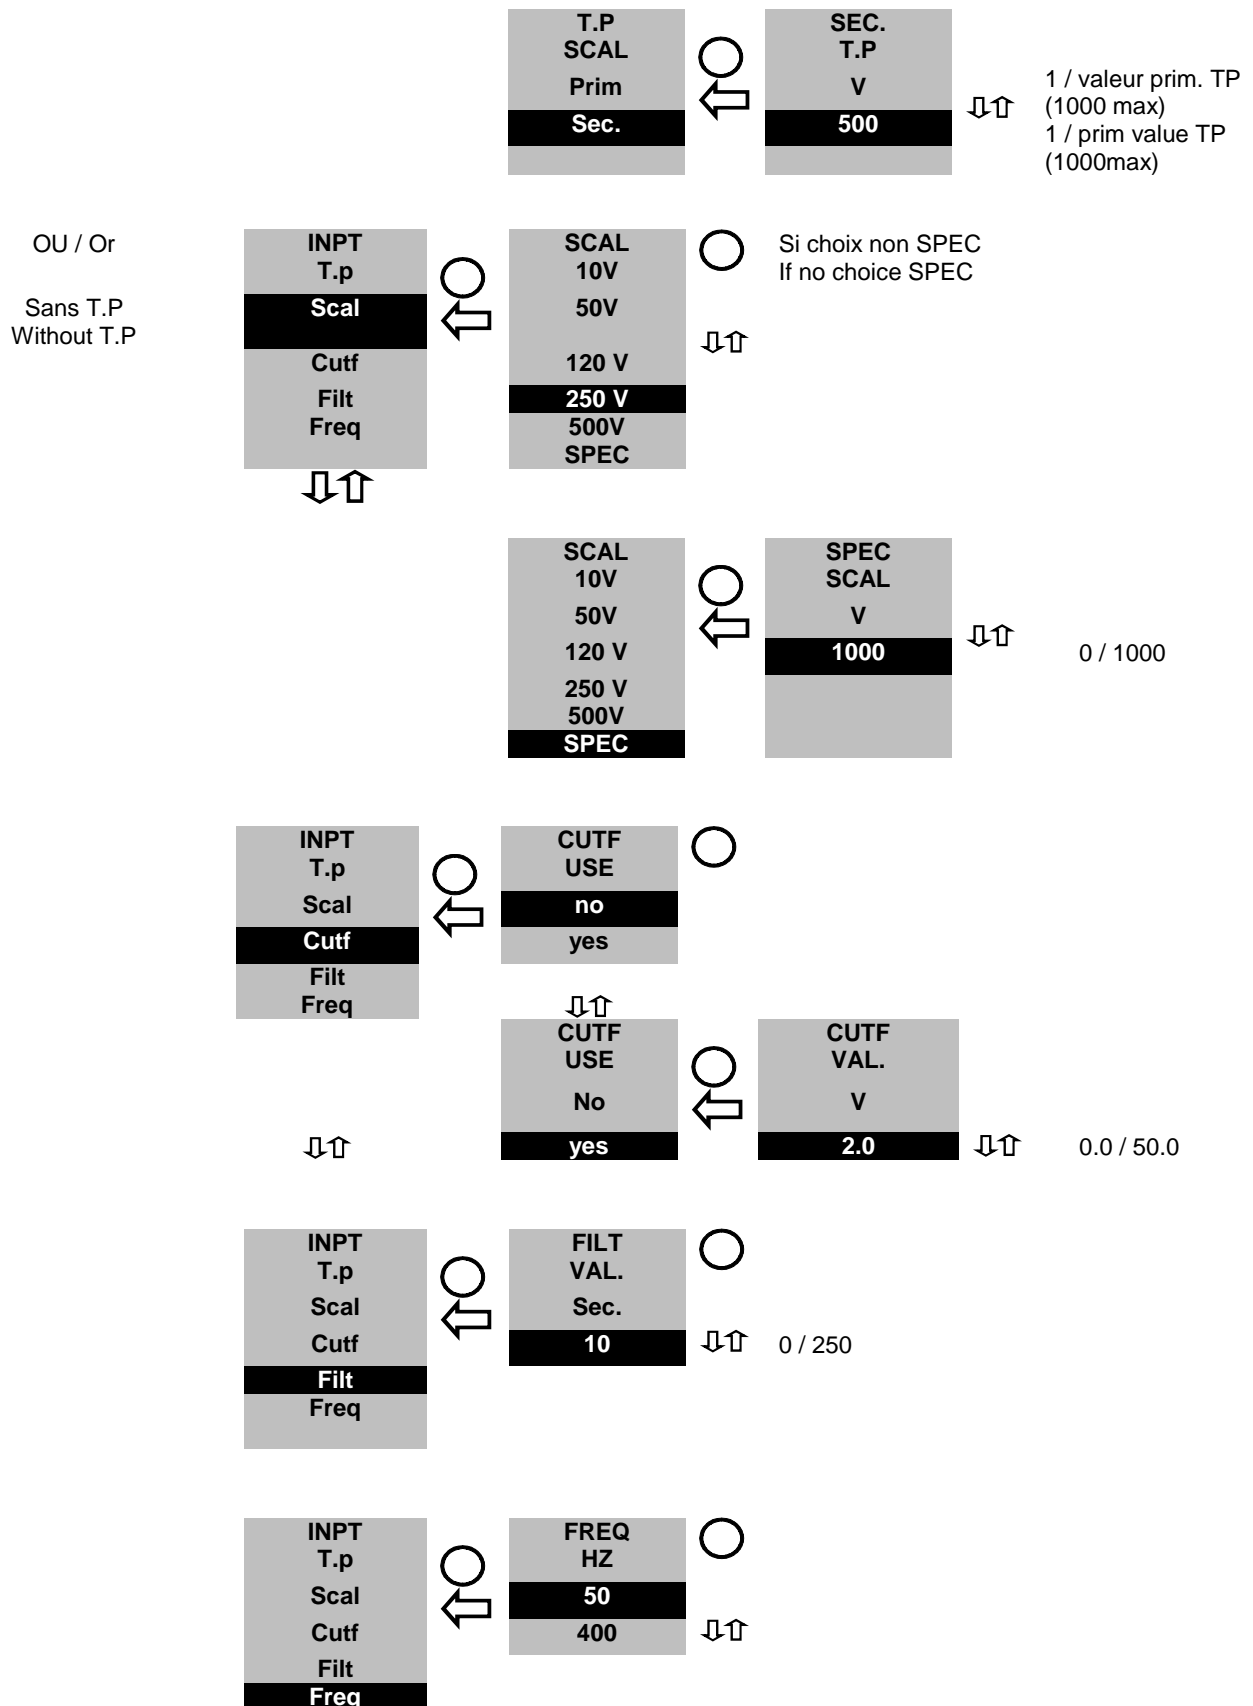 T.P
SCAL
Prim
Sec.
SEC.
T.P
V
500
1 / valeur prim. TP
(1000 max)
1 / prim value TP
(1000max)
OU / Or
Sans T.P
Without T.P
INPT
T.p
Scal
Cutf
Filt
Freq
SCAL
10V
50V
120 V
250 V
500V
SPEC
Si choix non SPEC
If no choice SPEC
SCAL
10V
50V
120 V
250 V
500V
SPEC
SPEC
SCAL
V
1000
0 / 1000
INPT
T.p
Scal
Cutf
Filt
Freq
CUTF
USE
no
yes
CUTF
USE
No
yes
CUTF
VAL.
V
2.0
0.0 / 50.0
INPT
T.p
Scal
Cutf
Filt
Freq
FILT
VAL.
Sec.
10
0 / 250
INPT
T.p
Scal
Cutf
Filt
Freq
FREQ
HZ
50
400